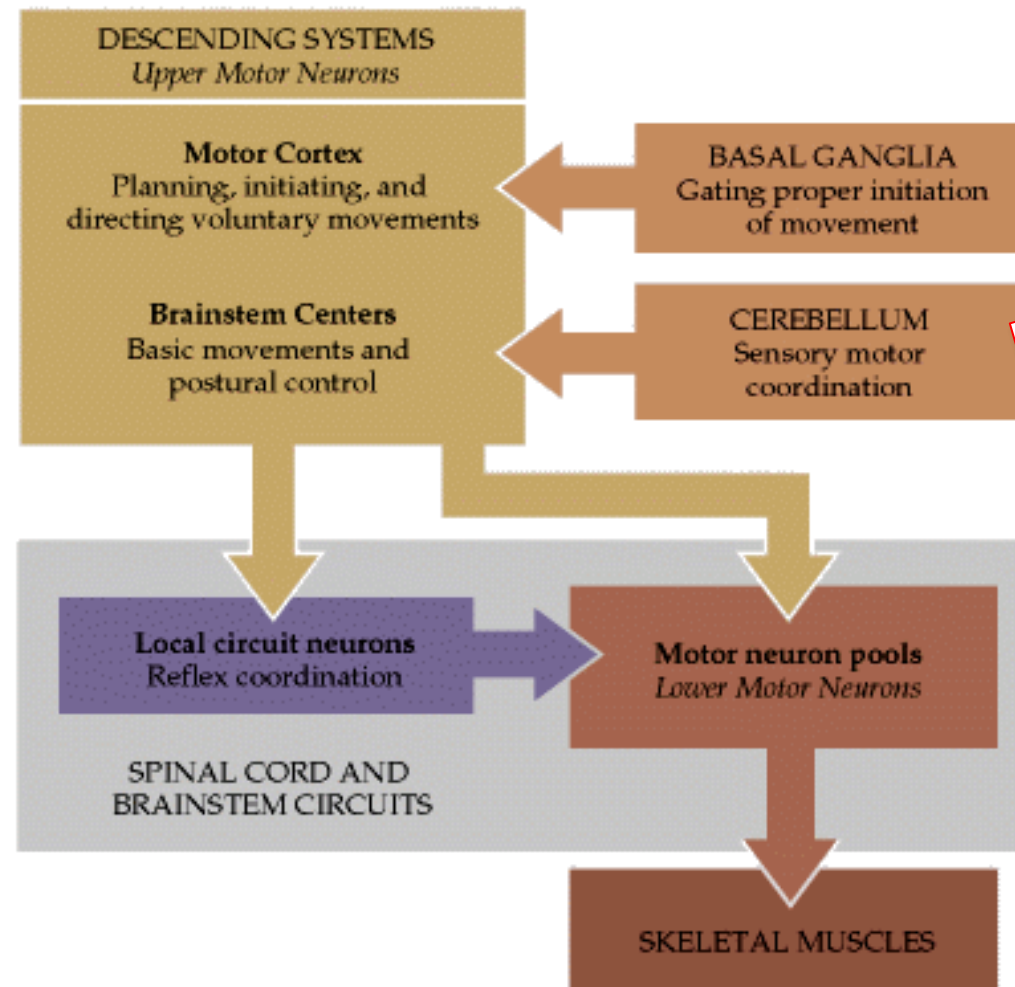 DESCENDING SYSTEMS
Upper Motor Neurons
Motor Cortex
Planning, initiating, and
directing voluntary movements
Brainstem Centers
Basic movements and
postural control
BASAL GANGLIA
Gating proper initiation
of movement
CEREBELLUM
Sensory motor
coordination
Local circuit neurons
Reflex coordination
Motor neuron pools
Lower Motor Neurons
SPINAL CORD AND
BRAINSTEM CIRCUITS
SKELETAL MUSCLES